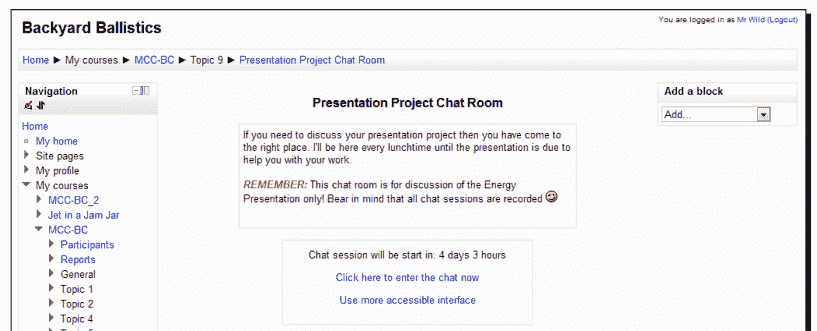 Backyard Ballistics
You are logged in as Mr Wild (Logout)
Home ► My courses ► MCC-BC ► Topic 9 ► Presentation Project Chat Room
Navigation
Home
My home
Site pages
My profile
My courses
MCC-BC_2
Jet in a Jam Jar
MCC-BC
Participants
Reports
General
Topic 1
Topic 2
Topic 4
Presentation Project Chat Room
If you need to discuss your presentation project then you have come to
the right place. I'll be here every lunchtime until the presentation is due to
help you with your work.
REMEMBER: This chat room is for discussion of the Energy
Presentation only! Bear in mind that all chat sessions are recorded
Chat session will be start in: 4 days 3 hours
Click here to enter the chat now
Use more accessible interface
Add a block
Add...